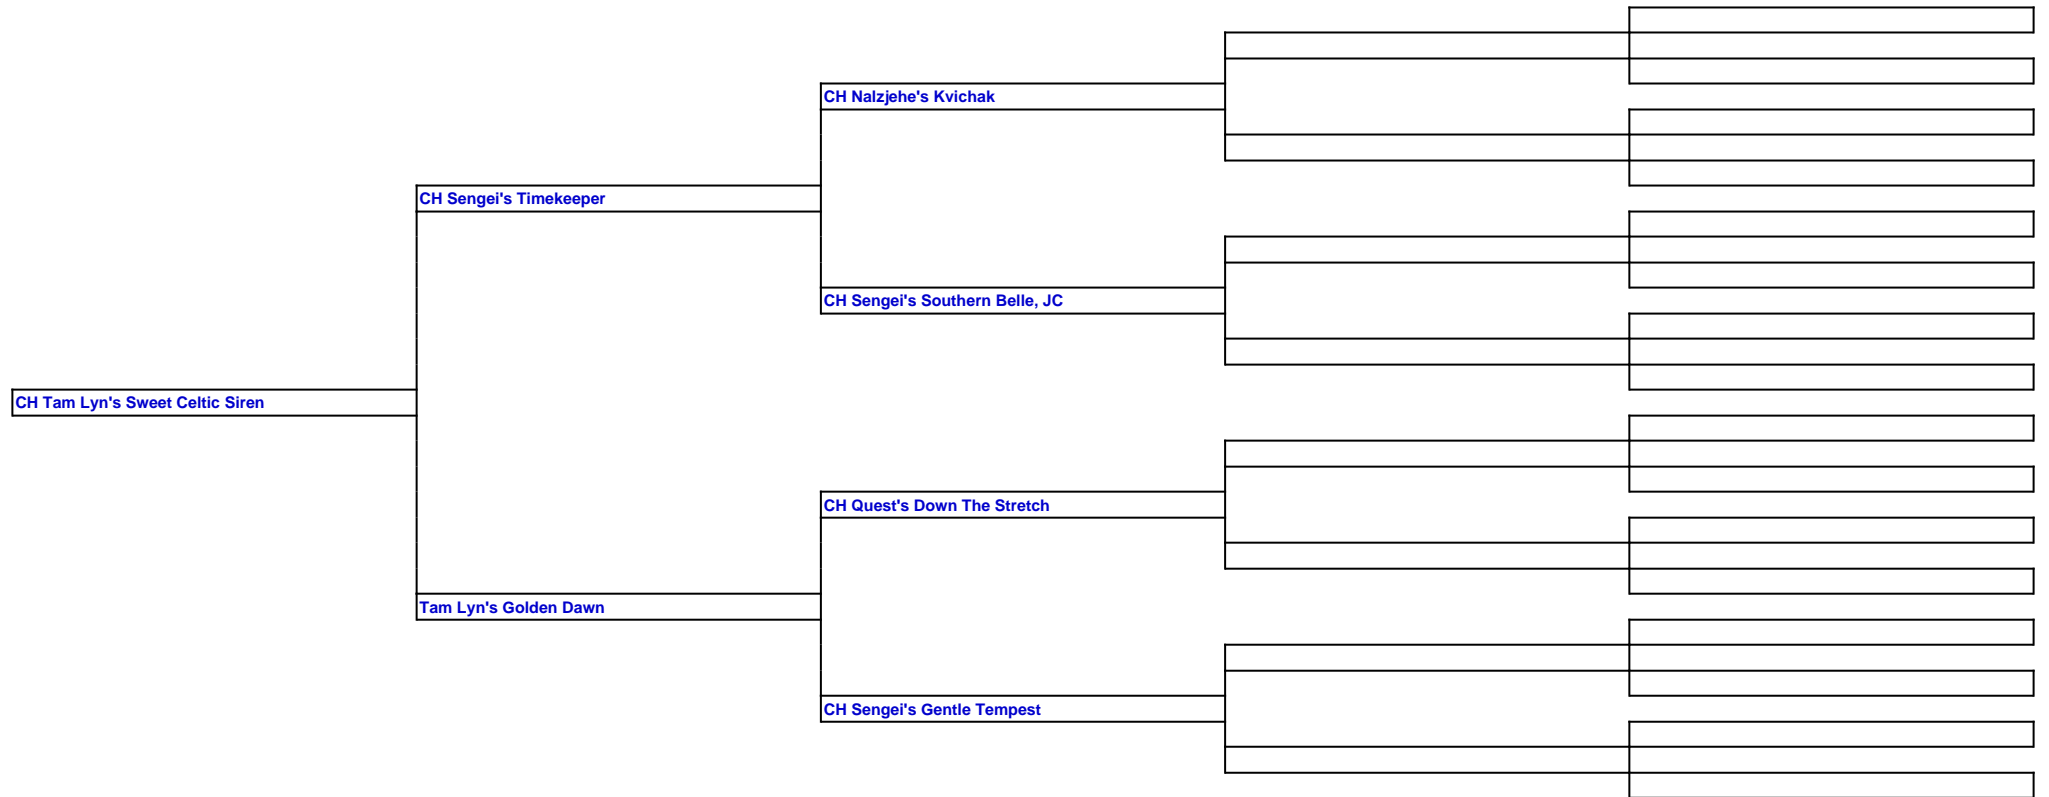 CH Nalzjehe's Kvichak
CH Sengei's Timekeeper
CH Sengei's Southern Belle, JC
CH Tam Lyn's Sweet Celtic Siren
CH Quest's Down The Stretch
Tam Lyn's Golden Dawn
CH Sengei's Gentle Tempest